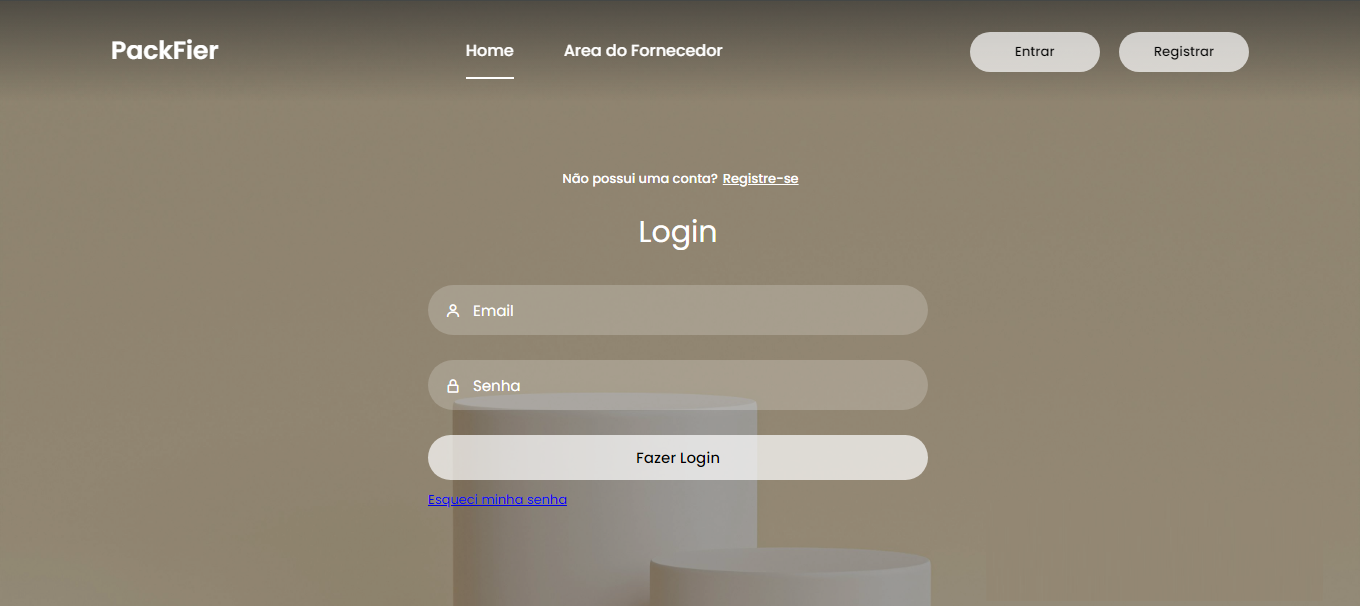 PackFier
Home
Area do Fornecedor
Entrar
Registrar
Não possui uma conta? Registre-se
Login
Email
Senha
Fazer Login
Esqueci minha senha